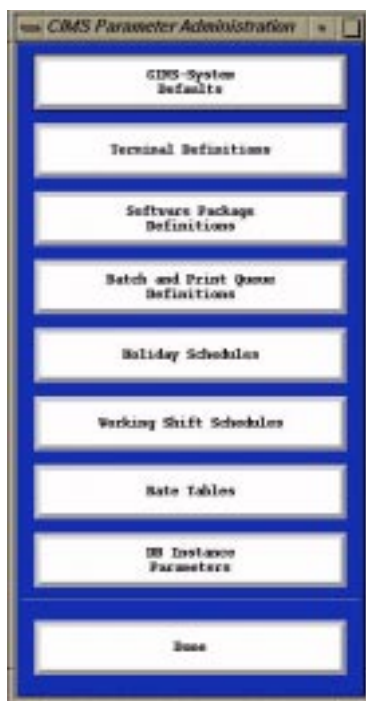 CIMS Parameter Administration
CIMS-System
Defaults
Terminal Definitions
Software Package
Definitions
Batch and Print Queue
Definitions
Holiday Schedules
Working Shift Schedules
Rate Tables
DB Instance
Parameters
Done